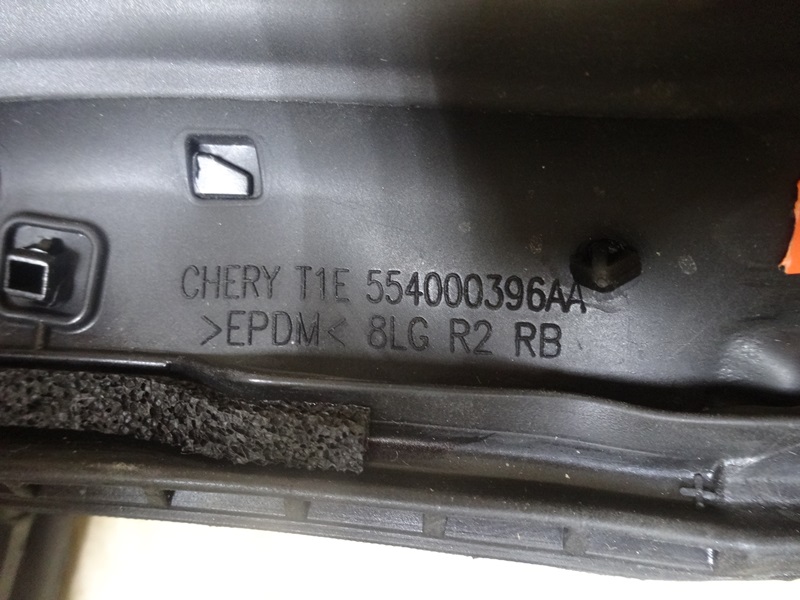 CHERY T1E 554000396AA
>EPDM< 8LG R2 RB